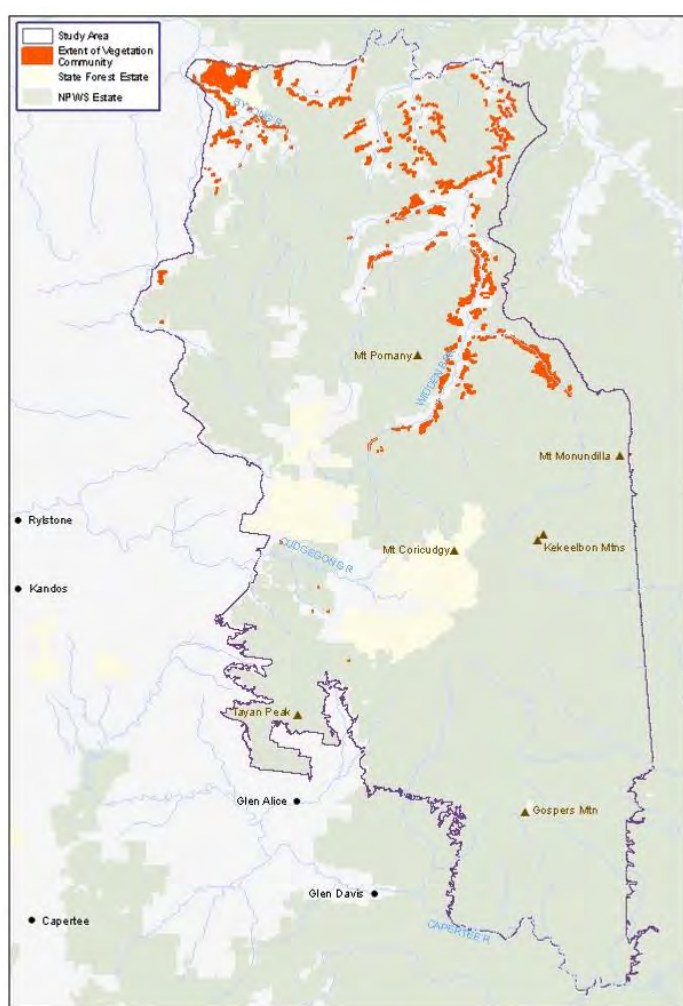 Study Area
Extent of Vegetation
Community
State Forest Estate
NPWS Estate
Mt Pomany
Mt Monundilla
Rylstone
CUDGEGONG R
Mt Coricudgy
Kekeelbon Mtns
Kandos
Tayan Peak
Glen Alice
Gospers Mtn
Glen Davis
Capertee
CAPERTEE R